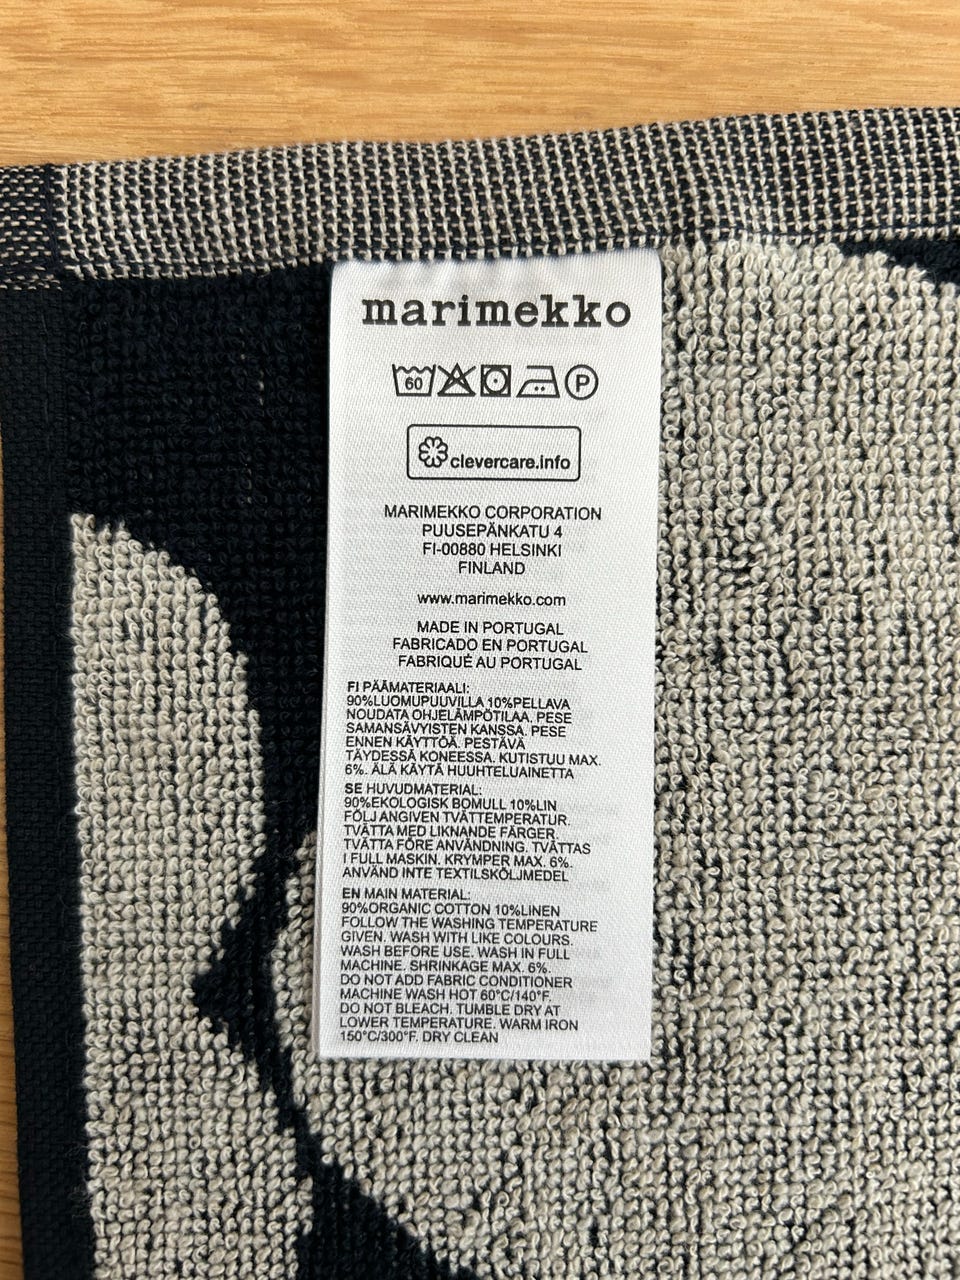 marimekko
60 P
clevercare.info
MARIMEKKO CORPORATION
PUUSEPÄNKATU 4
FI-00880 HELSINKI
FINLAND
www.marimekko.com
MADE IN PORTUGAL
FABRICADO EN PORTUGAL
FABRIQUÉ AU PORTUGAL
FI PÄÄMATERIAALI:
90%LUOMUPUUVILLA 10%PELLAVA
NOUDATA OHJELÄMPÖTILAA. PESE
SAMANSÄVYISTEN KANSSA. PESE
ENNEN KÄYTTÖÄ. PESTÄVÄ
TÄYDESSÄ KONEESSA. KUTISTUU MAX.
6%. ÄLÄ KÄYTÄ HUUHTELUAINETTA
SE HUVUDMATERIAL:
90%EKOLOGISK BOMULL 10%LIN
FÖLJ ANGIVEN TVÄTTEMPERATUR.
TVÄTTA MED LIKNANDE FÄRGER.
TVÄTTA FÖRE ANVÄNDNING. TVÄTTAS
I FULL MASKIN. KRYMPER MAX. 6%.
ANVÄND INTE TEXTILSKÖLJMEDEL
EN MAIN MATERIAL:
90%ORGANIC COTTON 10%LINEN
FOLLOW THE WASHING TEMPERATURE
GIVEN. WASH WITH LIKE COLOURS.
WASH BEFORE USE. WASH IN FULL
MACHINE. SHRINKAGE MAX. 6%.
DO NOT ADD FABRIC CONDITIONER
MACHINE WASH HOT 60°C/140°F.
DO NOT BLEACH. TUMBLE DRY AT
LOWER TEMPERATURE. WARM IRON
150°C/300°F. DRY CLEAN